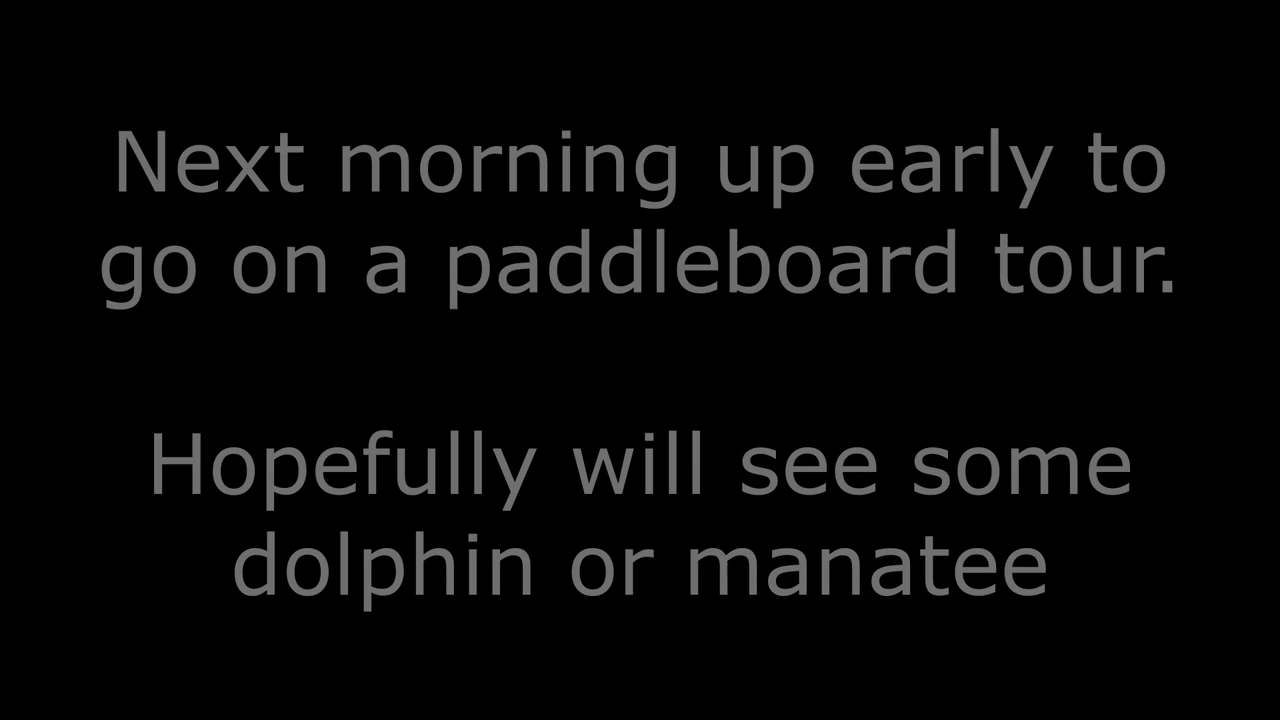 Next morning up early to
go on a paddleboard tour.
Hopefully will see some
dolphin or manatee